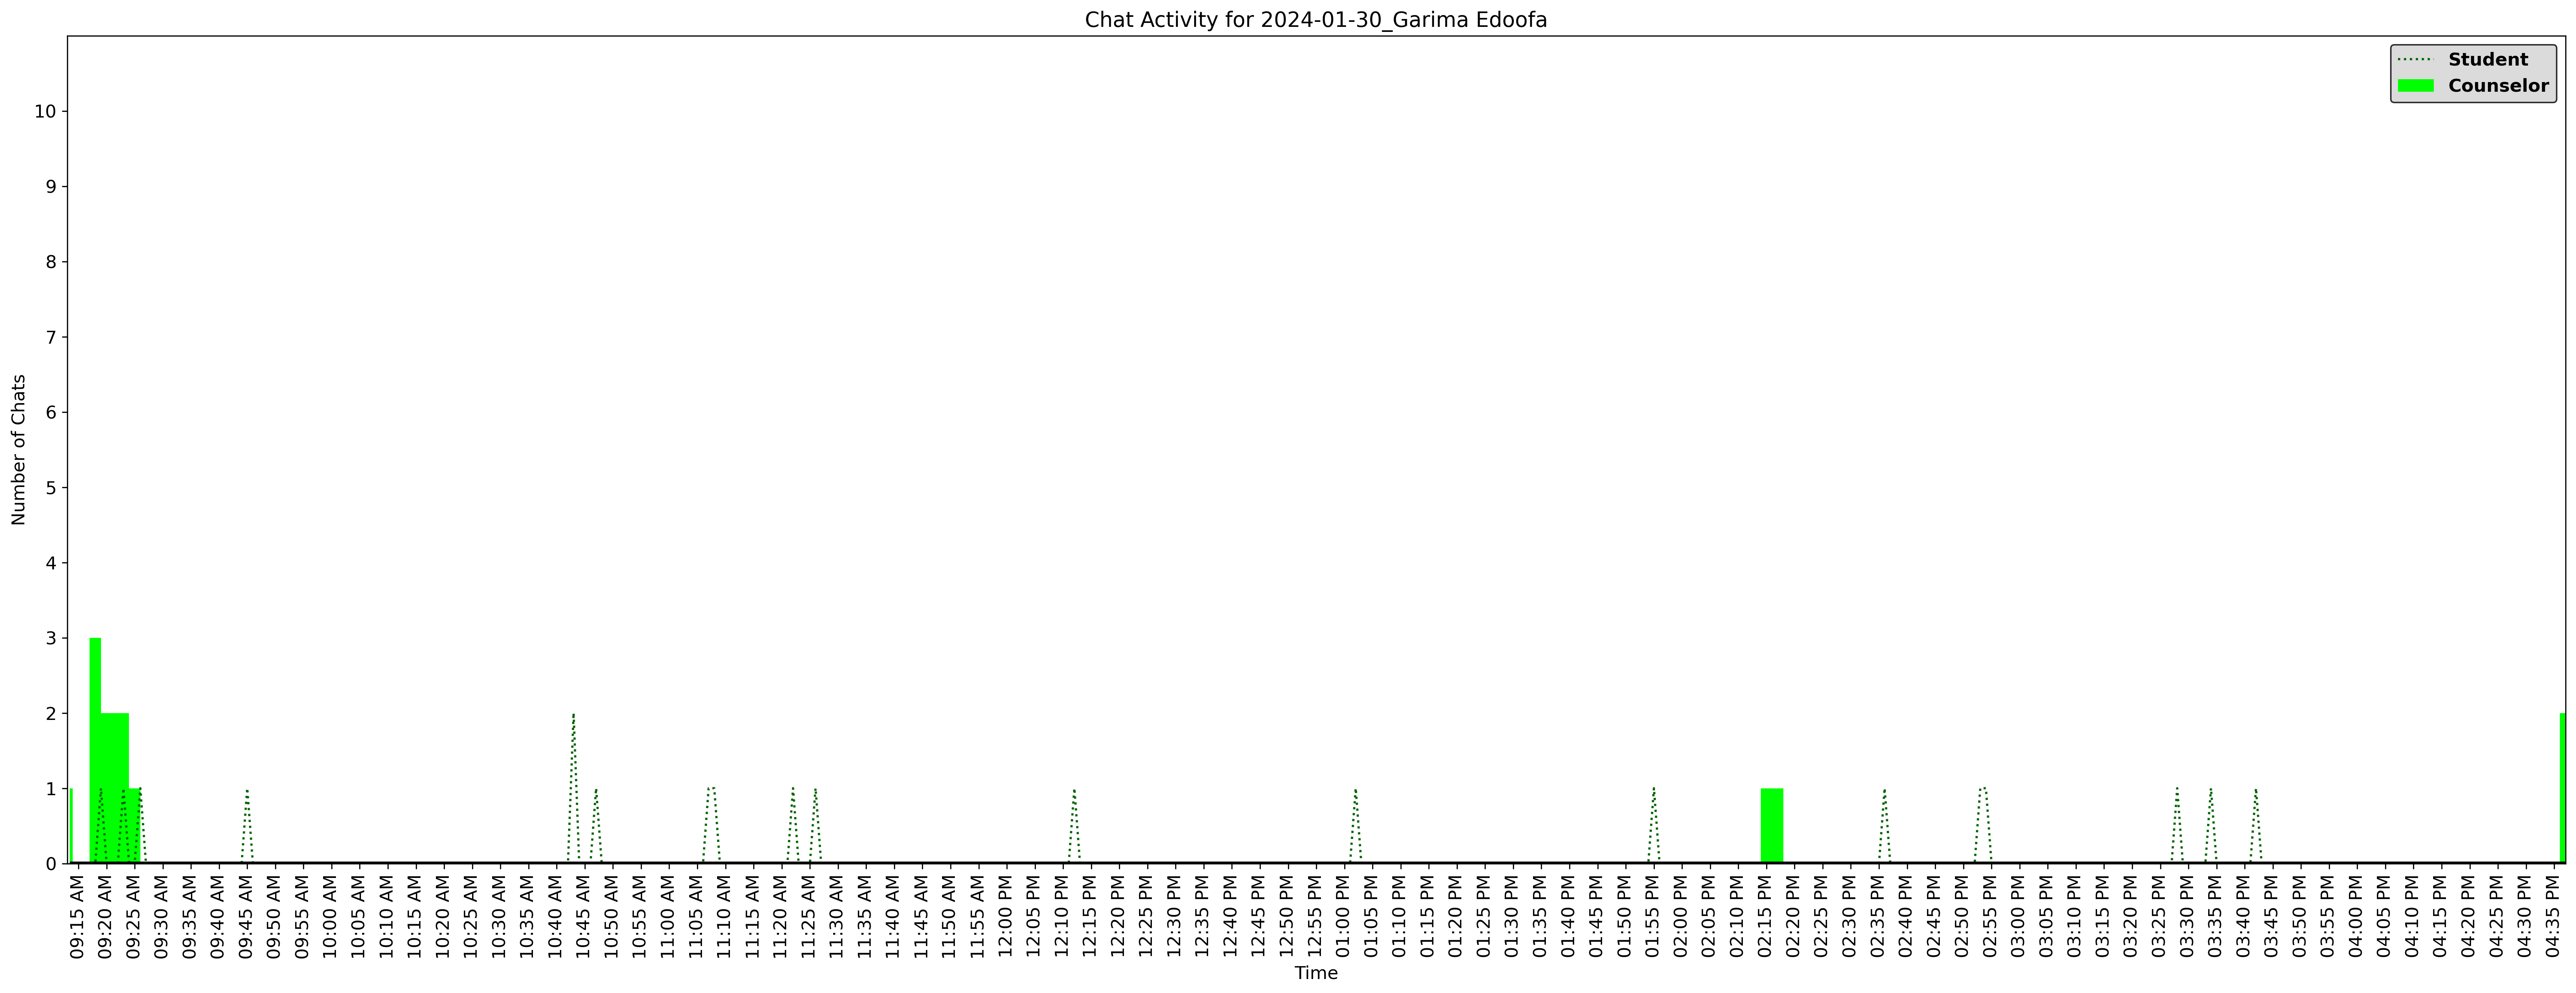 Chat Activity for 2024-01-30_Garima Edoofa
Student
Counselor
Number of Chats
10
9
8
7
6
5
4
3
2
1
0
09:15 AM
09:20 AM
09:25 AM
09:30 AM
09:35 AM
09:40 AM
09:45 AM
09:50 AM
09:55 AM
10:00 AM
10:05 AM
10:10 AM
10:15 AM
10:20 AM
10:25 AM
10:30 AM
10:35 AM
10:40 AM
10:45 AM
10:50 AM
10:55 AM
11:00 AM
11:05 AM
11:10 AM
11:15 AM
11:20 AM
11:25 AM
11:30 AM
11:35 AM
11:40 AM
11:45 AM
11:50 AM
11:55 AM
12:00 PM
12:05 PM
12:10 PM
12:15 PM
12:20 PM
12:25 PM
12:30 PM
12:35 PM
12:40 PM
12:45 PM
12:50 PM
12:55 PM
01:00 PM
01:05 PM
01:10 PM
01:15 PM
01:20 PM
01:25 PM
01:30 PM
01:35 PM
01:40 PM
01:45 PM
01:50 PM
01:55 PM
02:00 PM
02:05 PM
02:10 PM
02:15 PM
02:20 PM
02:25 PM
02:30 PM
02:35 PM
02:40 PM
02:45 PM
02:50 PM
02:55 PM
03:00 PM
03:05 PM
03:10 PM
03:15 PM
03:20 PM
03:25 PM
03:30 PM
03:35 PM
03:40 PM
03:45 PM
03:50 PM
03:55 PM
04:00 PM
04:05 PM
04:10 PM
04:15 PM
04:20 PM
04:25 PM
04:30 PM
04:35 PM
Time